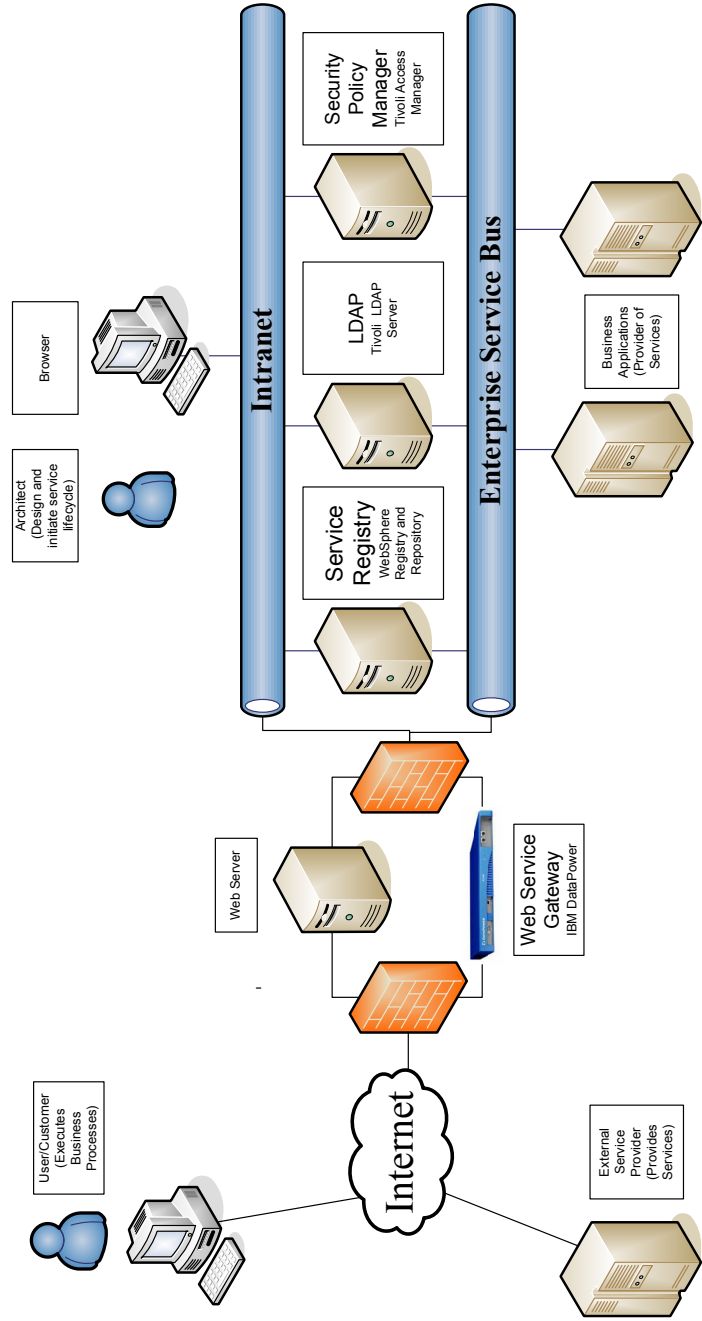 User/Customer
(Executes
Business
Processes)
Internet
External
Service
Provider
(Provides
Services)
-
Web Server
Web Service
Gateway
IBM DataPower
Architect
(Design and
initiate service
lifecycle)
Browser
Intranet
Service
Registry
WebSphere
Registry and
Repository
LDAP
Tivoli LDAP
Server
Security
Policy
Manager
Tivoli Access
Manager
Enterprise Service Bus
Business
Applications
(Provider of
Services)